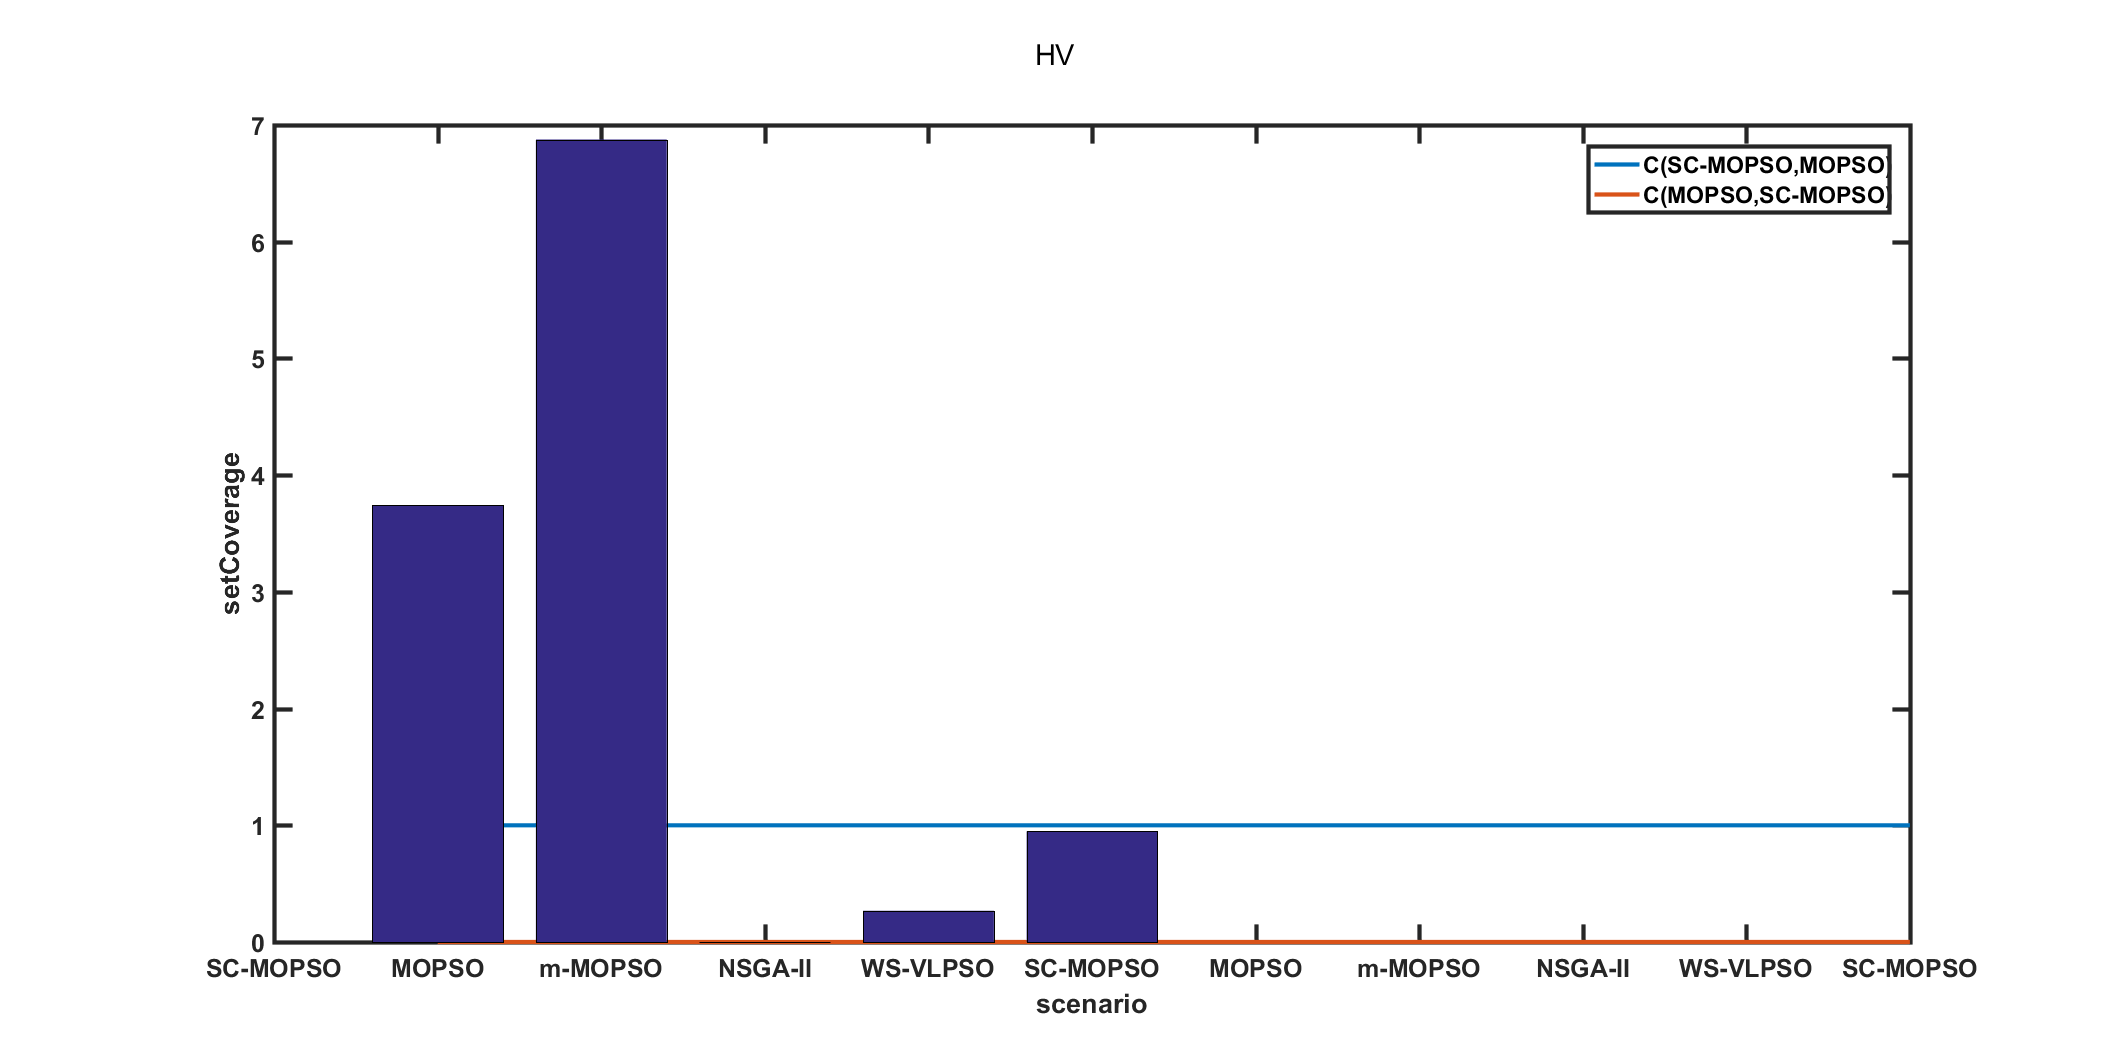 HV
7
6
5
4
3
2
1
0
setCoverage
C(SC-MOPSO,MOPSO)
C(MOPSO,SC-MOPSO)
SC-MOPSO MOPSO m-MOPSO NSGA-II WS-VLPSO SC-MOPSO MOPSO m-MOPSO NSGA-II WS-VLPSO SC-MOPSO
scenario